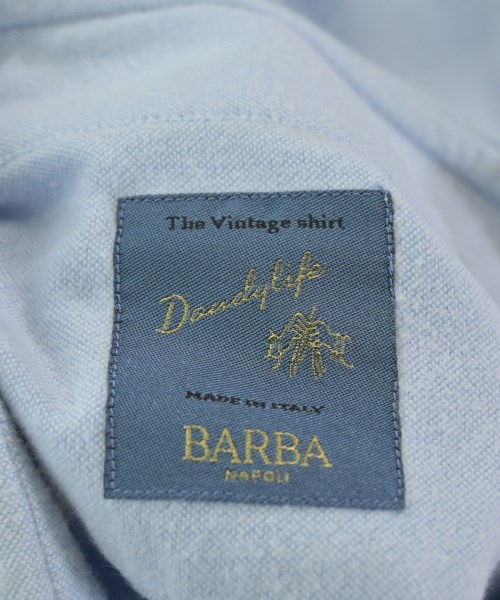 The Vintage shirt
Dandylife
MADE IN ITALY
BARBA
NAPOLI